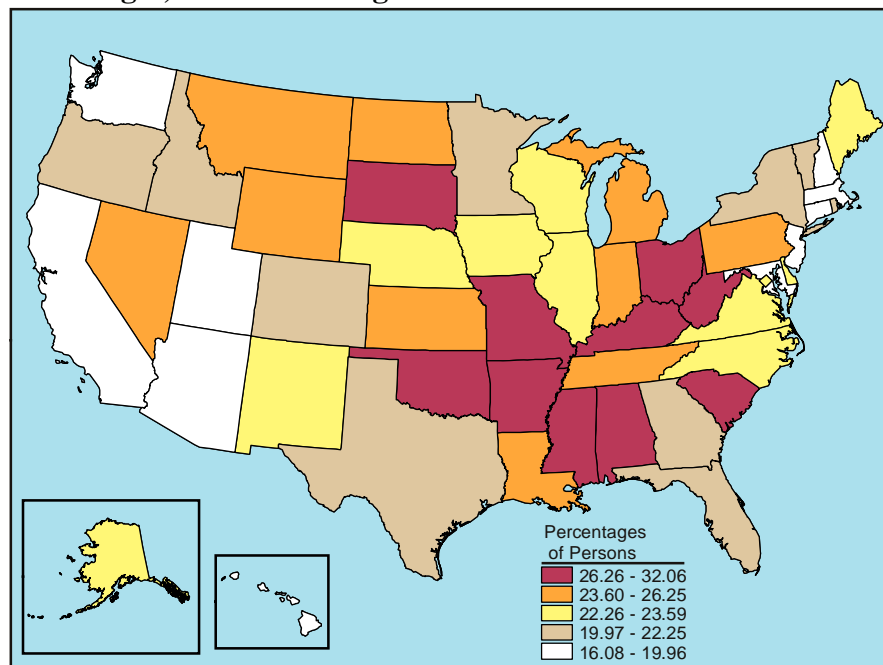 Percentages
of Persons
26.26 - 32.06
23.60 - 26.25
22.26 - 23.59
19.97 - 22.25
16.08 - 19.96